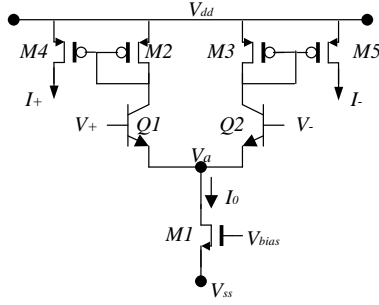 Vdd
M4 M2 M3 M5
I+ I-
V+ Q1 Q2 V-
Va
I0
M1 Vbias
Vss